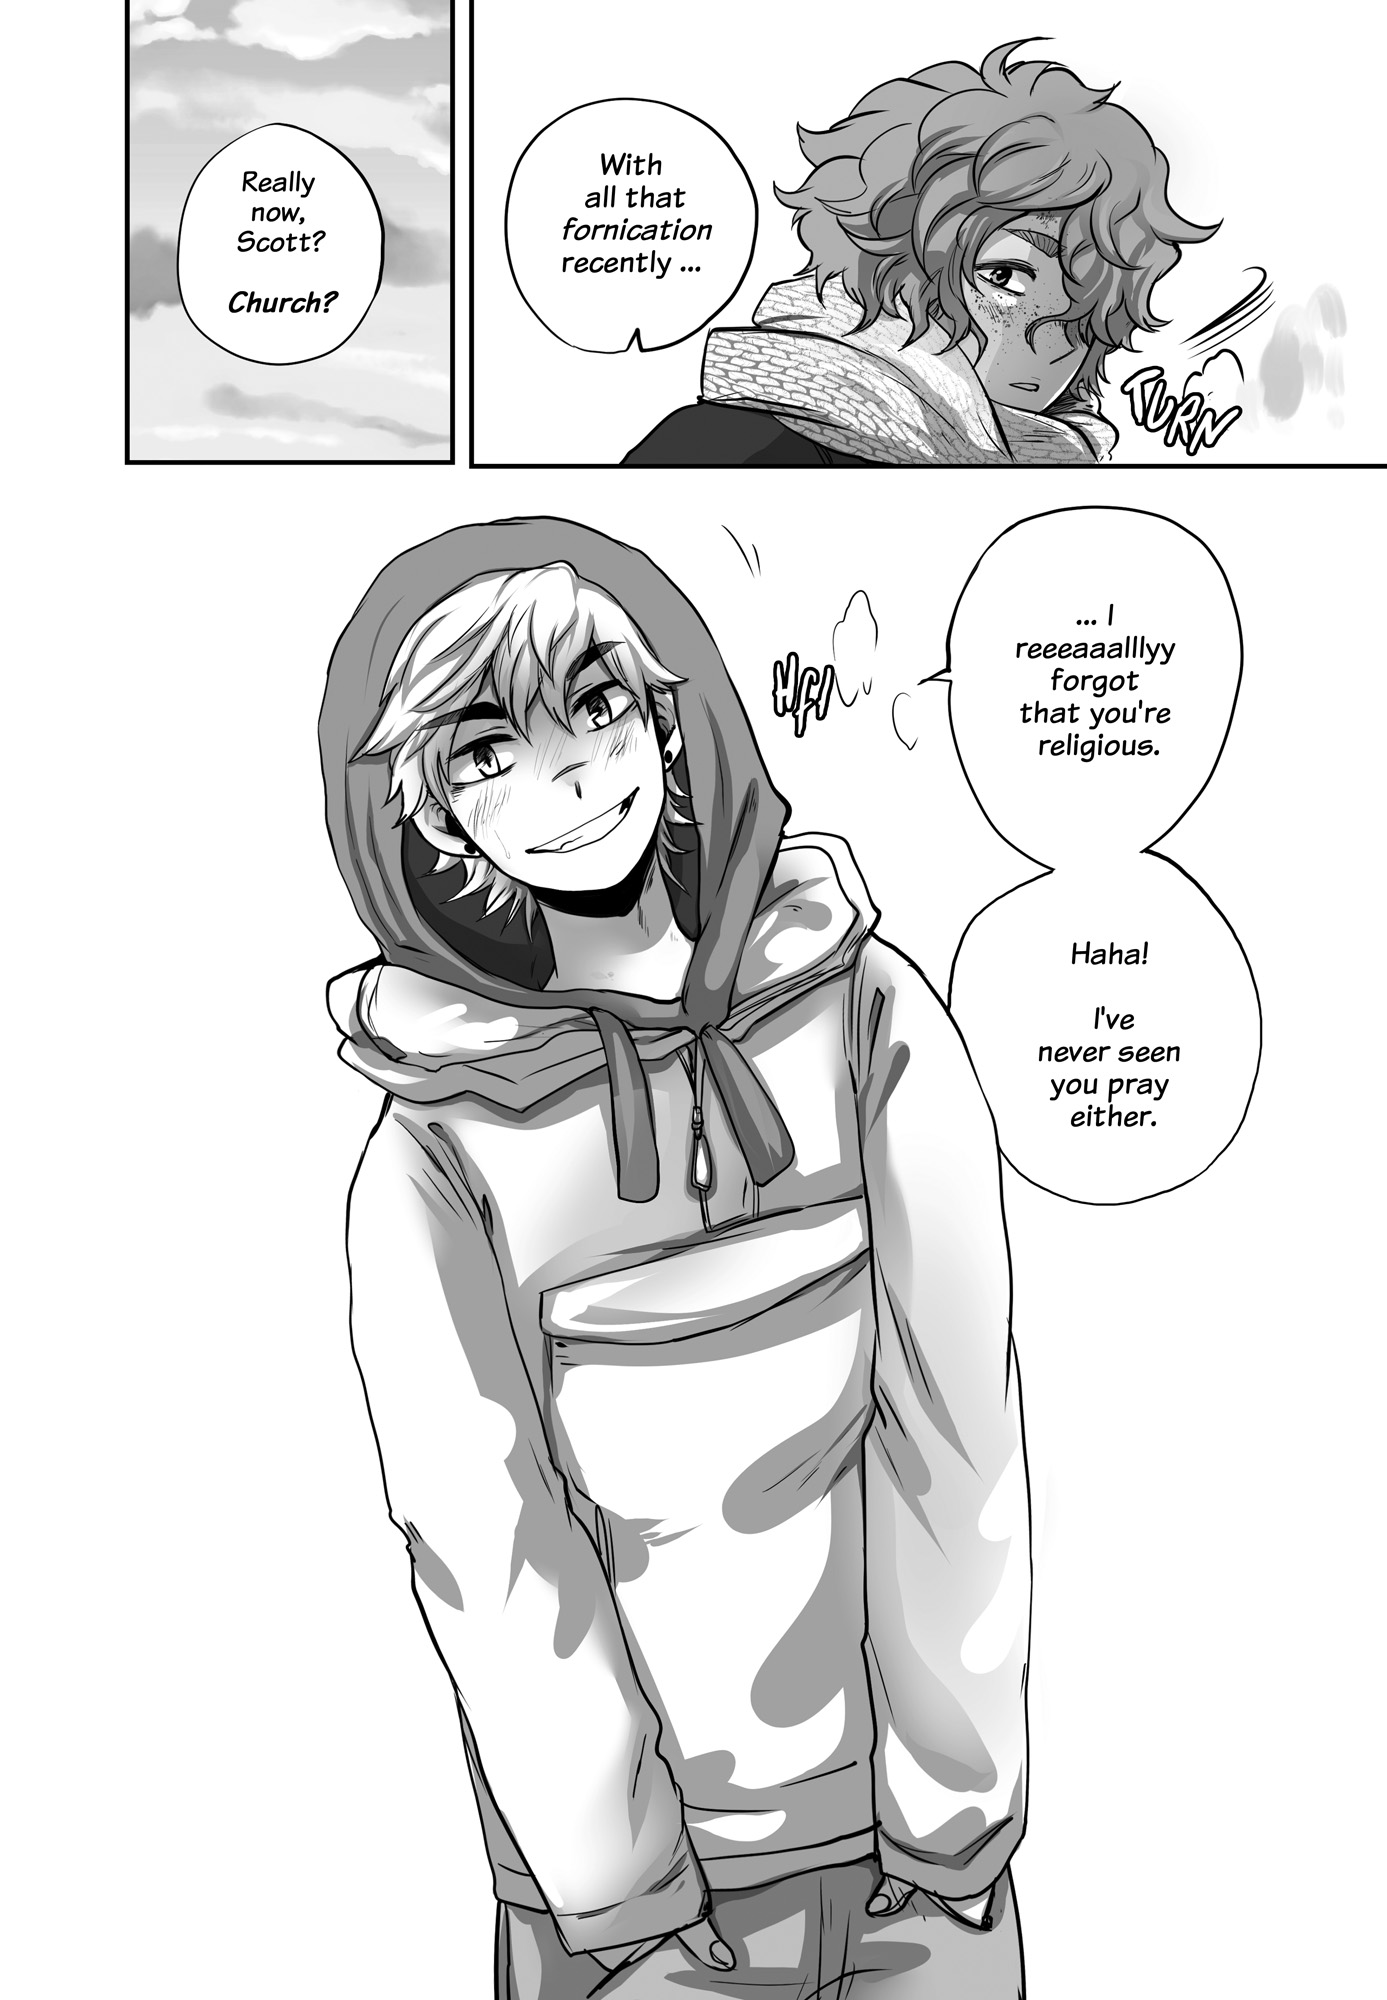 Really
now,
Scott?
Church?
With
all that
fornication
recently ...
TURN
... I
reeeaaalllyy
forgot
that you're
religious.
HFI
Haha!
I've
never seen
you pray
either.